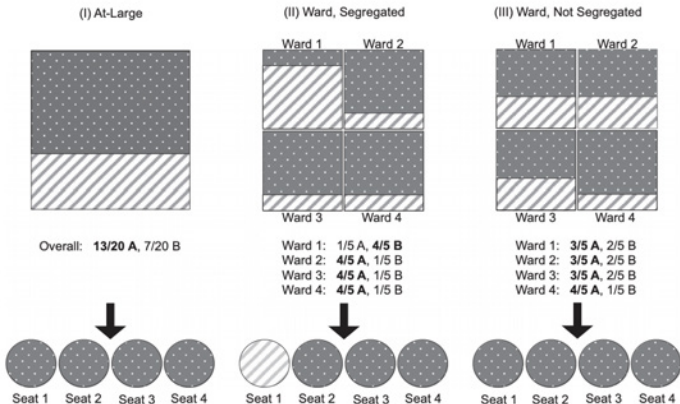 (I) At-Large
Overall: 13/20 A, 7/20 B
Seat 1 Seat 2 Seat 3 Seat 4
(II) Ward, Segregated
Ward 1 Ward 2
Ward 3 Ward 4
Ward 1: 1/5 A, 4/5 B
Ward 2: 4/5 A, 1/5 B
Ward 3: 4/5 A, 1/5 B
Ward 4: 4/5 A, 1/5 B
Seat 1 Seat 2 Seat 3 Seat 4
(III) Ward, Not Segregated
Ward 1 Ward 2
Ward 3 Ward 4
Ward 1: 3/5 A, 2/5 B
Ward 2: 3/5 A, 2/5 B
Ward 3: 3/5 A, 2/5 B
Ward 4: 4/5 A, 1/5 B
Seat 1 Seat 2 Seat 3 Seat 4